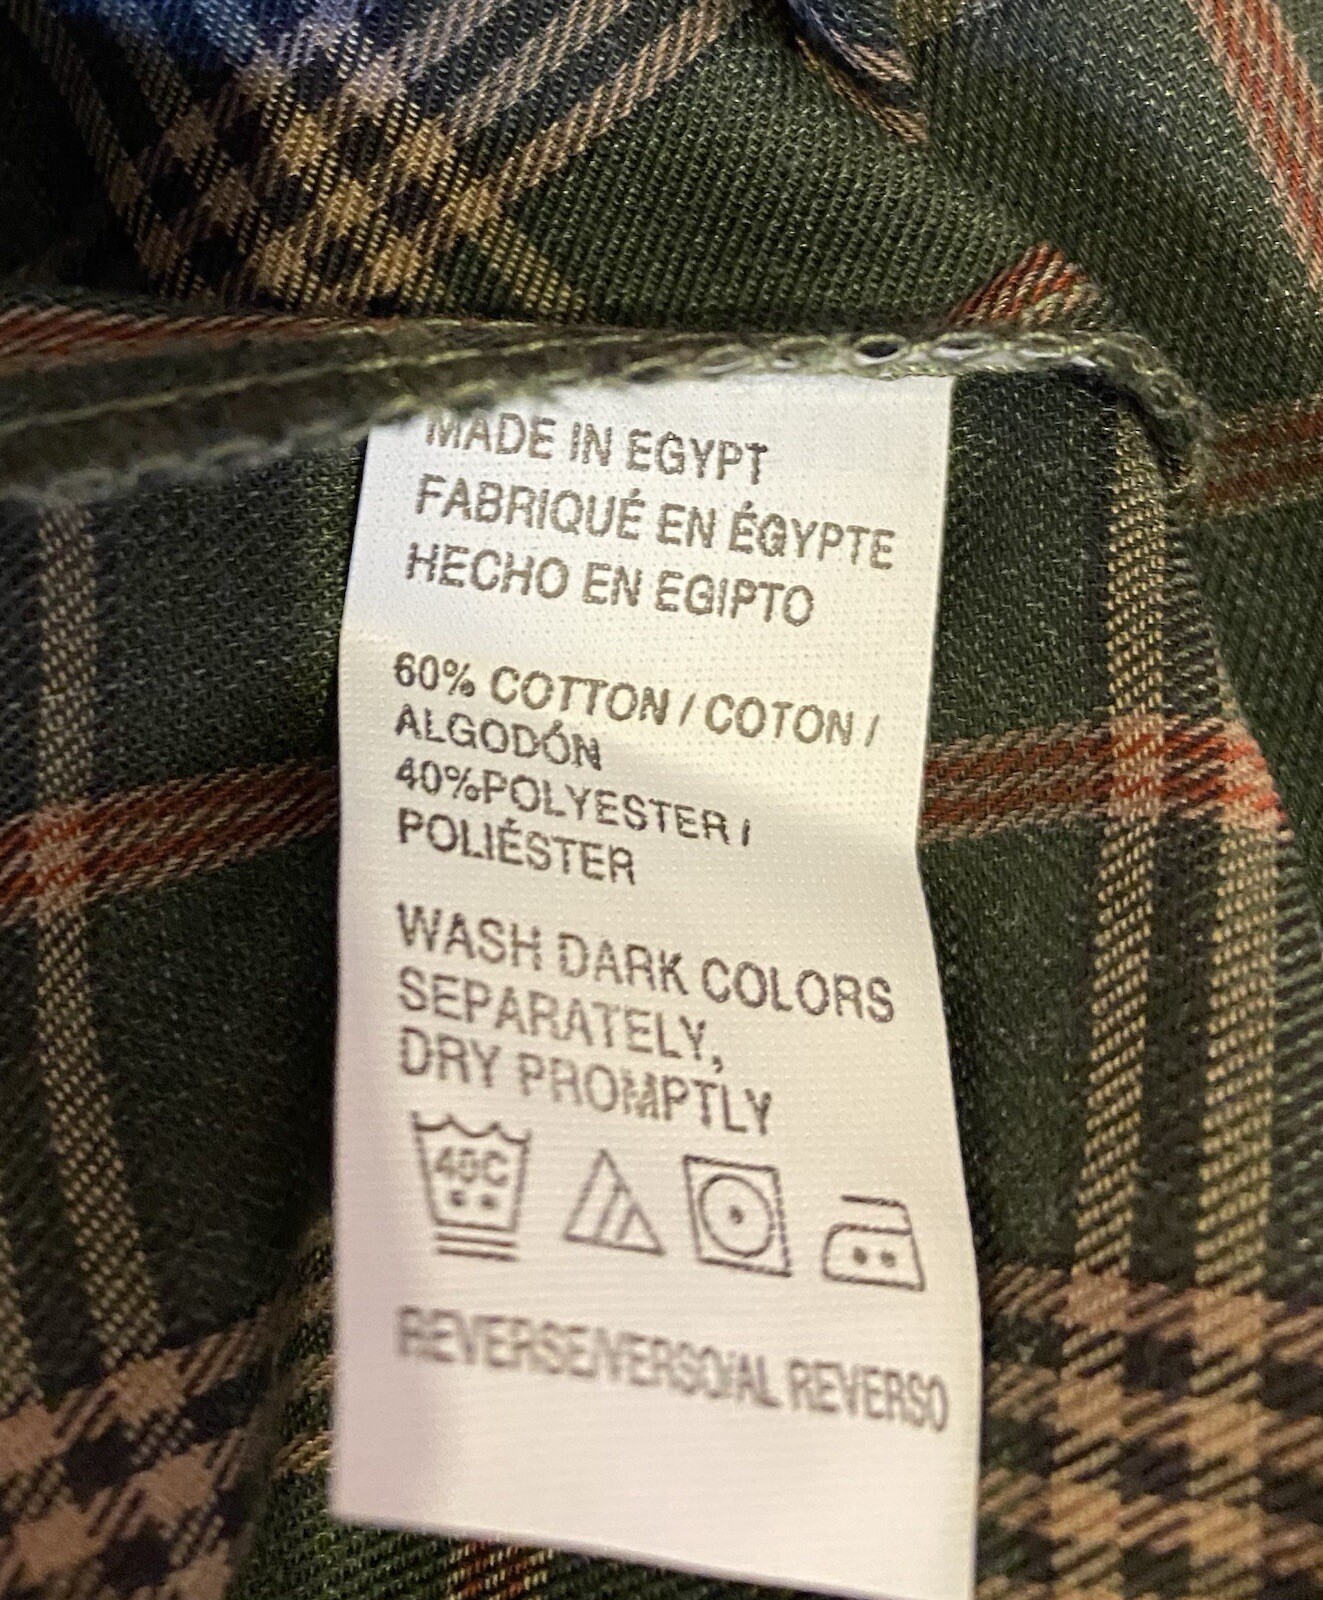 MADE IN EGYPT
FABRIQUÉ EN ÉGYPTE
HECHO EN EGIPTO
60% COTTON / COTON /
ALGODÓN
40%POLYESTER /
POLIÉSTER
WASH DARK COLORS
SEPARATELY,
DRY PROMPTLY
40C
REVERSE/VERSO/AL REVERSO